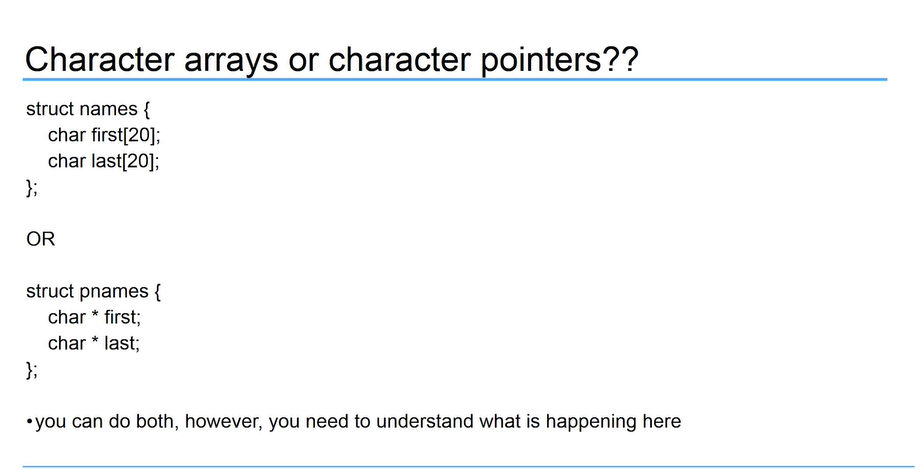 Character arrays or character pointers??
struct names {
char first[20];
char last[20];
};
OR
struct pnames {
char * first;
char * last;
};
•you can do both, however, you need to understand what is happening here